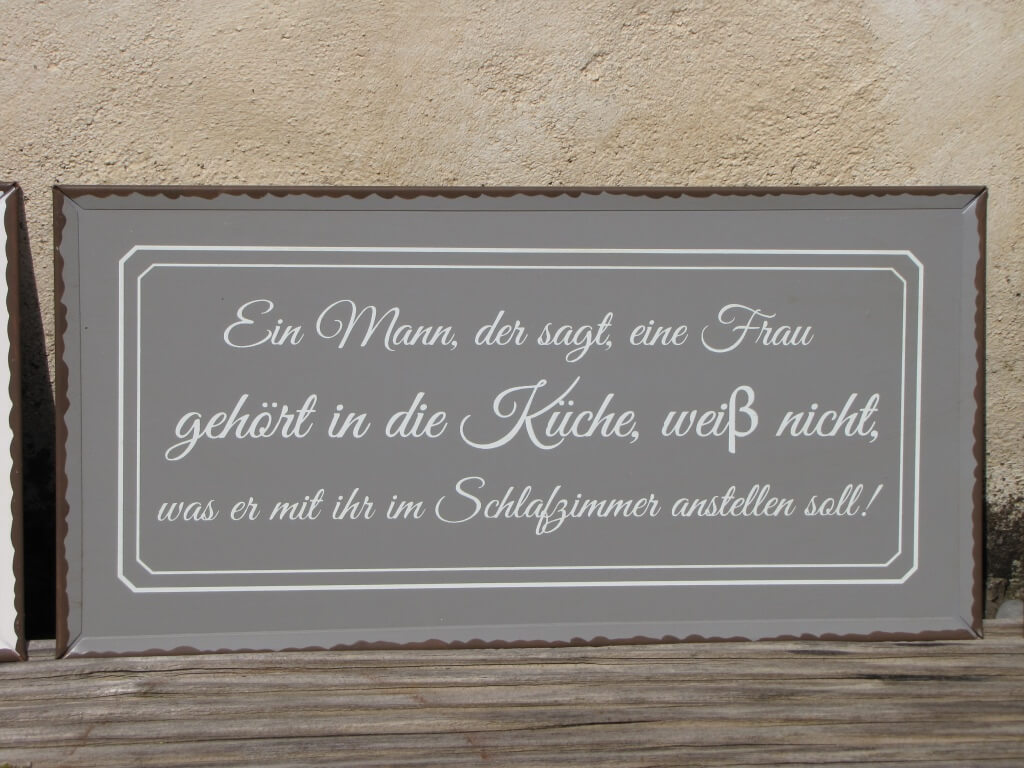 Ein Mann, der sagt, eine Frau
gehört in die Küche, weiß nicht,
was er mit ihr im Schlafzimmer anstellen soll!